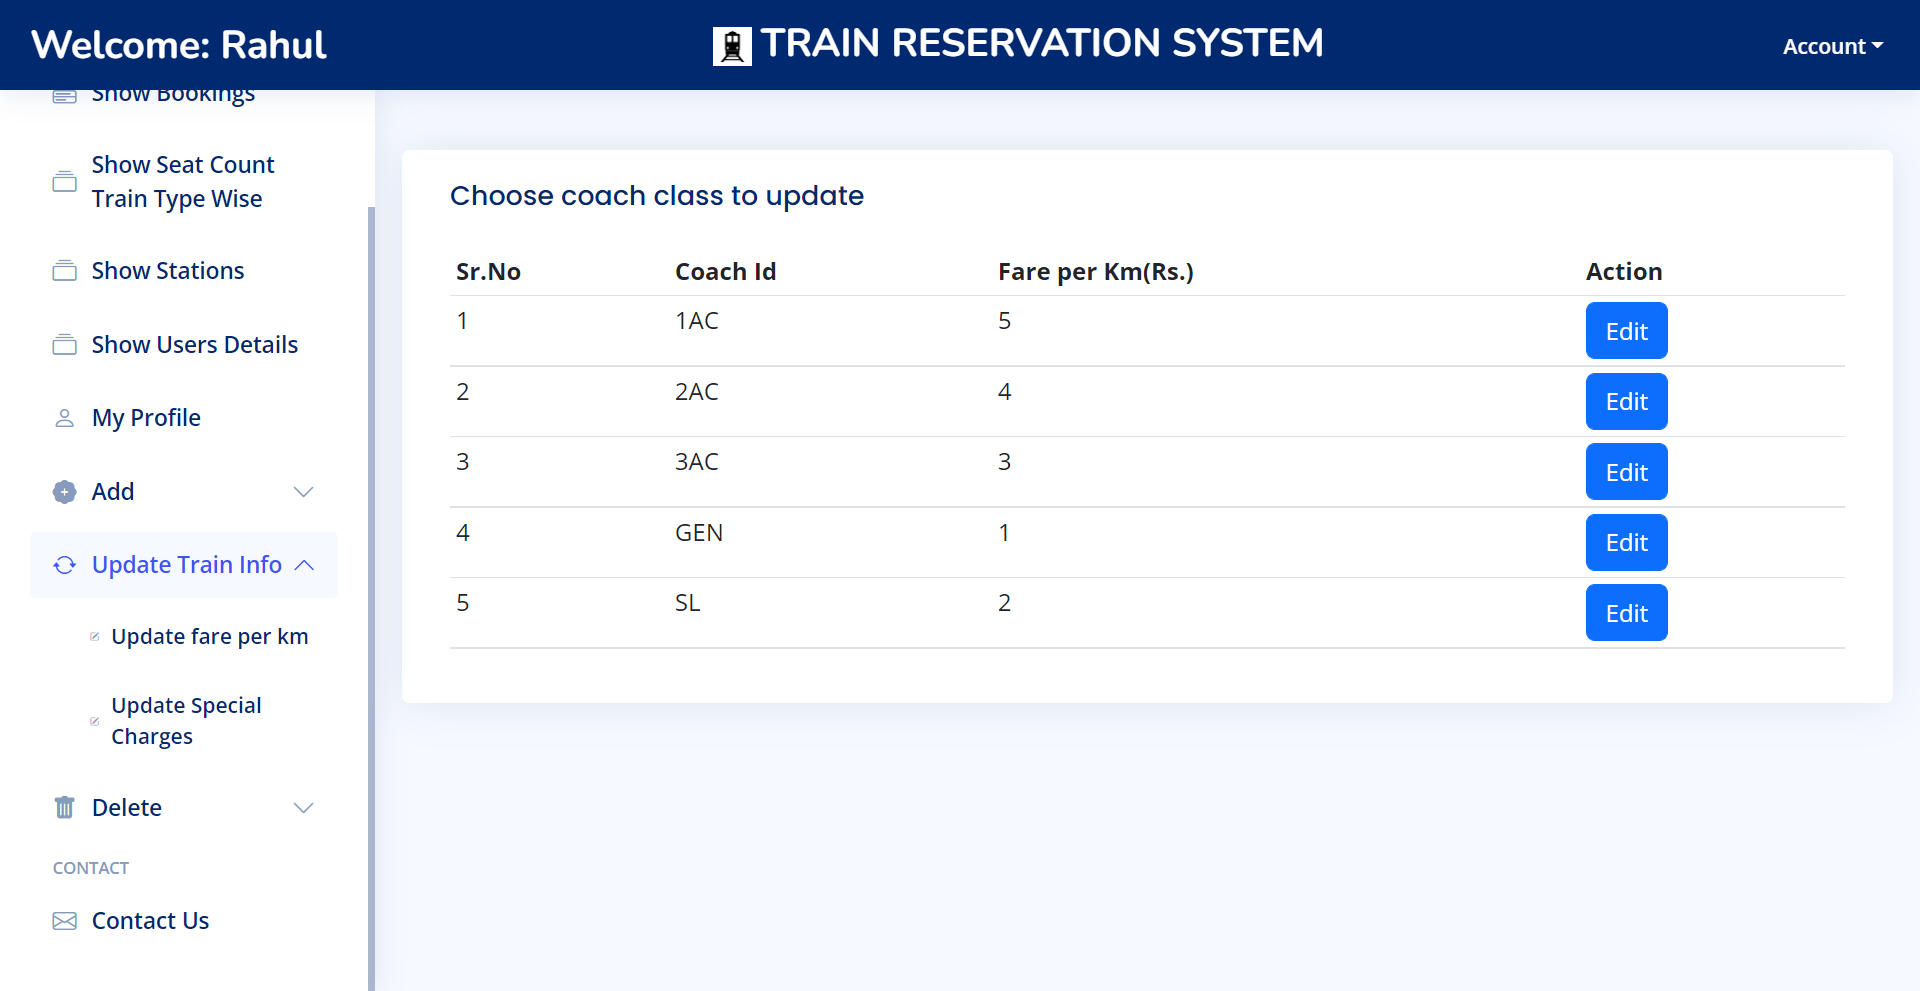 Welcome: Rahul
TRAIN RESERVATION SYSTEM
Account
Show Bookings
Show Seat Count
Train Type Wise
Show Stations
Show Users Details
My Profile
Add
Update Train Info
Update fare per km
Update Special
Charges
Delete
CONTACT
Contact Us
Choose coach class to update
Sr.No Coach Id Fare per Km(Rs.) Action
1 1AC 5 Edit
2 2AC 4 Edit
3 3AC 3 Edit
4 GEN 1 Edit
5 SL 2 Edit